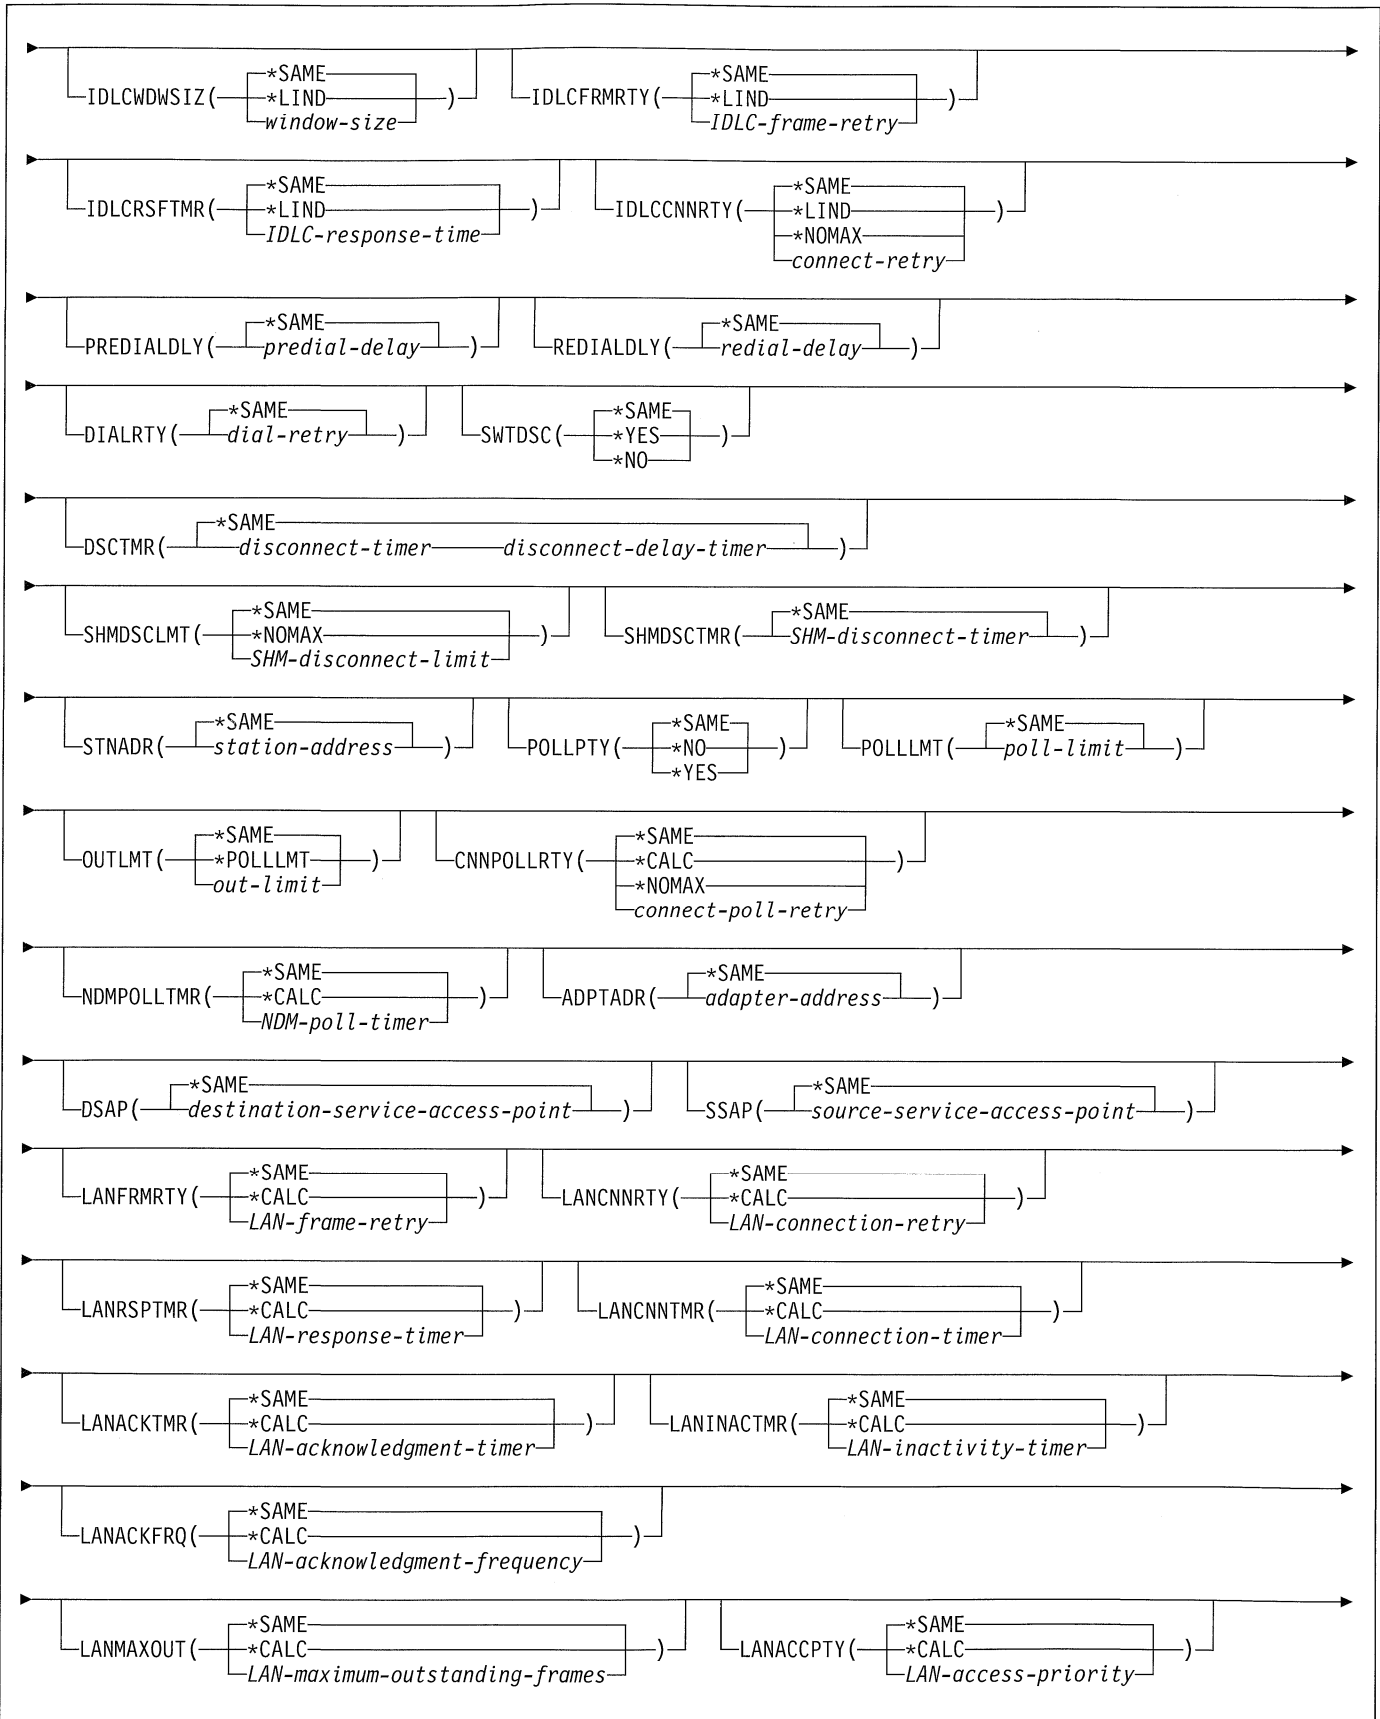 *SAME *SAME
IDLCWDWSIZ( *LIND ) IDLCFRMRTY( *LIND )
window-size IDLC-frame-retry
*SAME *SAME
IDLCRSFTMR( *LIND ) IDLCCNNRTY( *LIND )
IDLC-response-time *NOMAX
connect-retry
*SAME *SAME
PREDIALDLY( predial-delay ) REDIALDLY( redial-delay )
*SAME *SAME
DIALRTY( dial-retry ) SWTDSC( *YES )
*NO
*SAME
DSCTMR( disconnect-timer disconnect-delay-timer )
*SAME *SAME
SHMDSCLMT( *NOMAX ) SHMDSCTMR( SHM-disconnect-timer )
SHM-disconnect-limit
*SAME *SAME *SAME
STNADR( station-address ) POLLPTY( *NO ) POLLLMT( poll-limit )
*YES
*SAME *SAME
OUTLMT( *POLLLMT ) CNNPOLLRTY( *CALC )
out-limit *NOMAX
connect-poll-retry
*SAME *SAME
NDMPOLLTMR( *CALC ) ADPTADR( adapter-address )
NDM-poll-timer
*SAME *SAME
DSAP( destination-service-access-point ) SSAP( source-service-access-point )
*SAME *SAME
LANFRMRTY( *CALC ) LANCNNRTY( *CALC )
LAN-frame-retry LAN-connection-retry
*SAME *SAME
LANRSPTMR( *CALC ) LANCNNTMR( *CALC )
LAN-response-timer LAN-connection-timer
*SAME *SAME
LANACKTMR( *CALC ) LANINACTMR( *CALC )
LAN-acknowledgment-timer LAN-inactivity-timer
*SAME
LANACKFRQ( *CALC )
LAN-acknowledgment-frequency
*SAME *SAME
LANMAXOUT( *CALC ) LANACCPTY( *CALC )
LAN-maximum-outstanding-frames LAN-access-priority